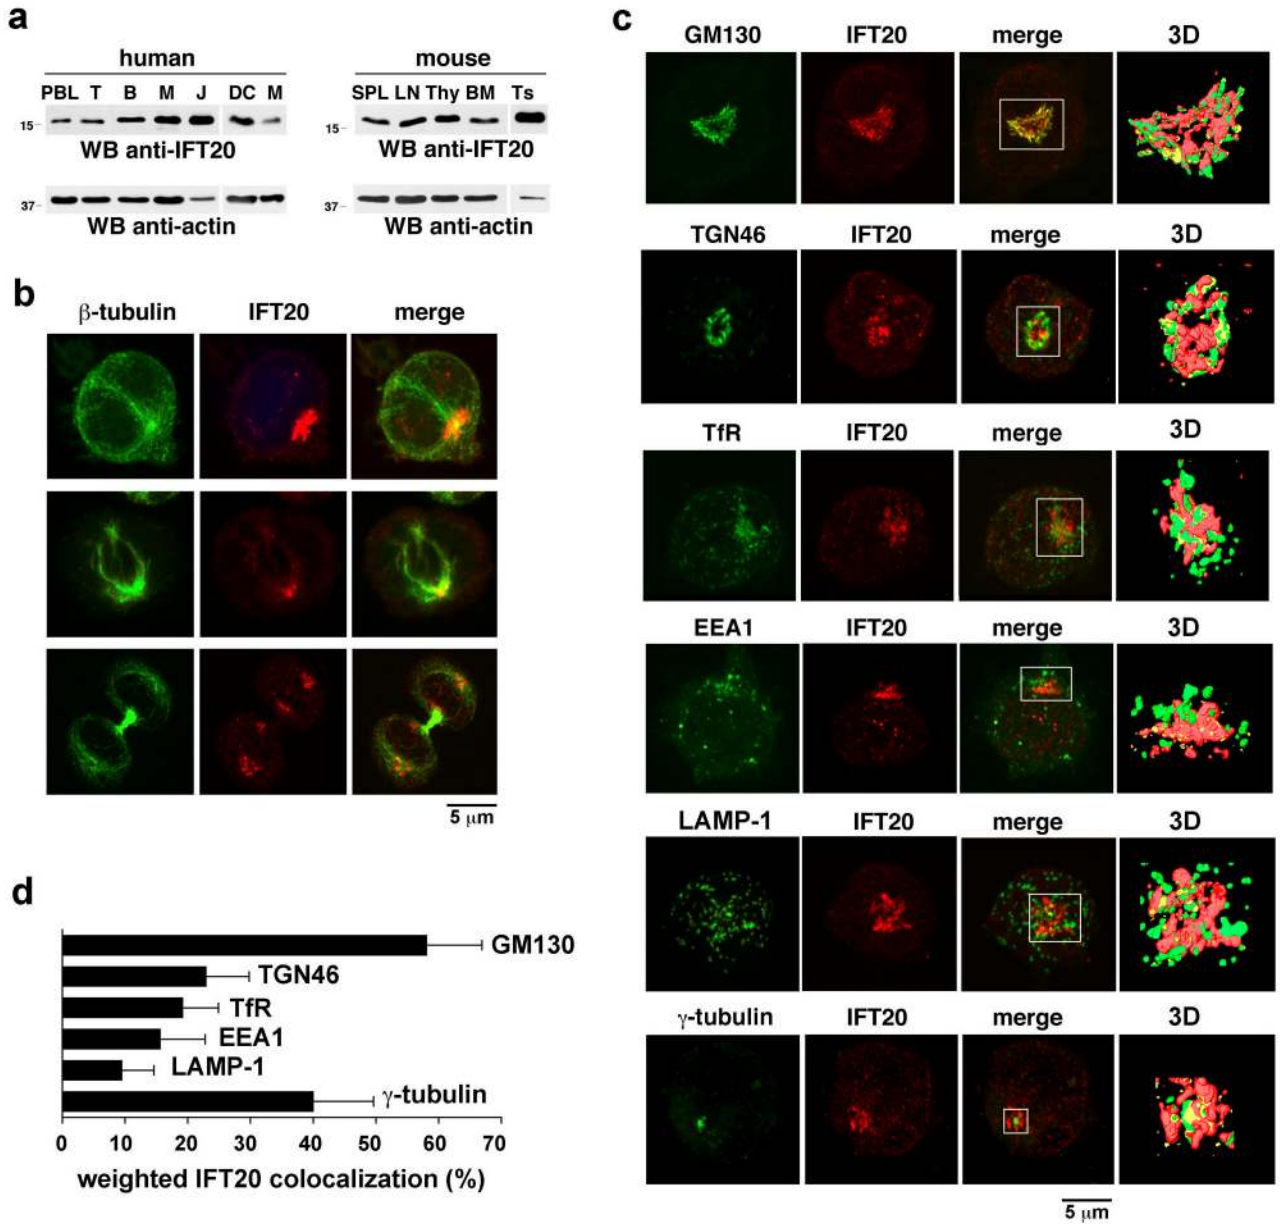 a
human
PBL T B M J DC M
15
WB anti-IFT20
37
WB anti-actin
mouse
SPL LN Thy BM Ts
15
WB anti-IFT20
37
WB anti-actin
b
β-tubulin IFT20 merge
5 μm
c
GM130 IFT20 merge 3D
TGN46 IFT20 merge 3D
TfR IFT20 merge 3D
EEA1 IFT20 merge 3D
LAMP-1 IFT20 merge 3D
γ-tubulin IFT20 merge 3D
5 μm
d
GM130
TGN46
TfR
EEA1
LAMP-1
γ-tubulin
0 10 20 30 40 50 60 70
weighted IFT20 colocalization (%)